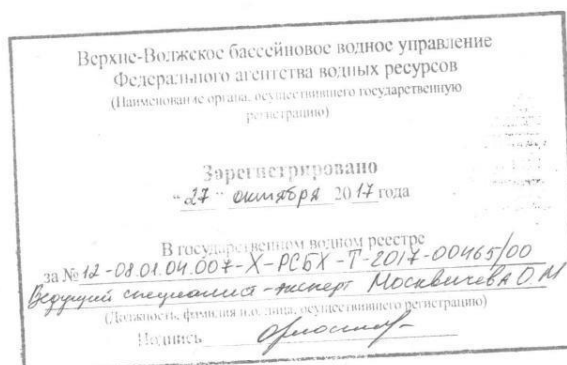 Верхне-Волжское бассейновое водное управление
Федерального агентства водных ресурсов
(Наименование органа, осуществившего государственную
регистрацию)
Зарегистрировано
"27" октября 2017 года
В государственном водном реестре
за № 12-08.01.04.007-Х-РСБХ-Т-2017-00465/00
Ведущий специалист-эксперт Москвичева О.М
(Должность, фамилия и.о. лица, осуществившего регистрацию)
Подпись